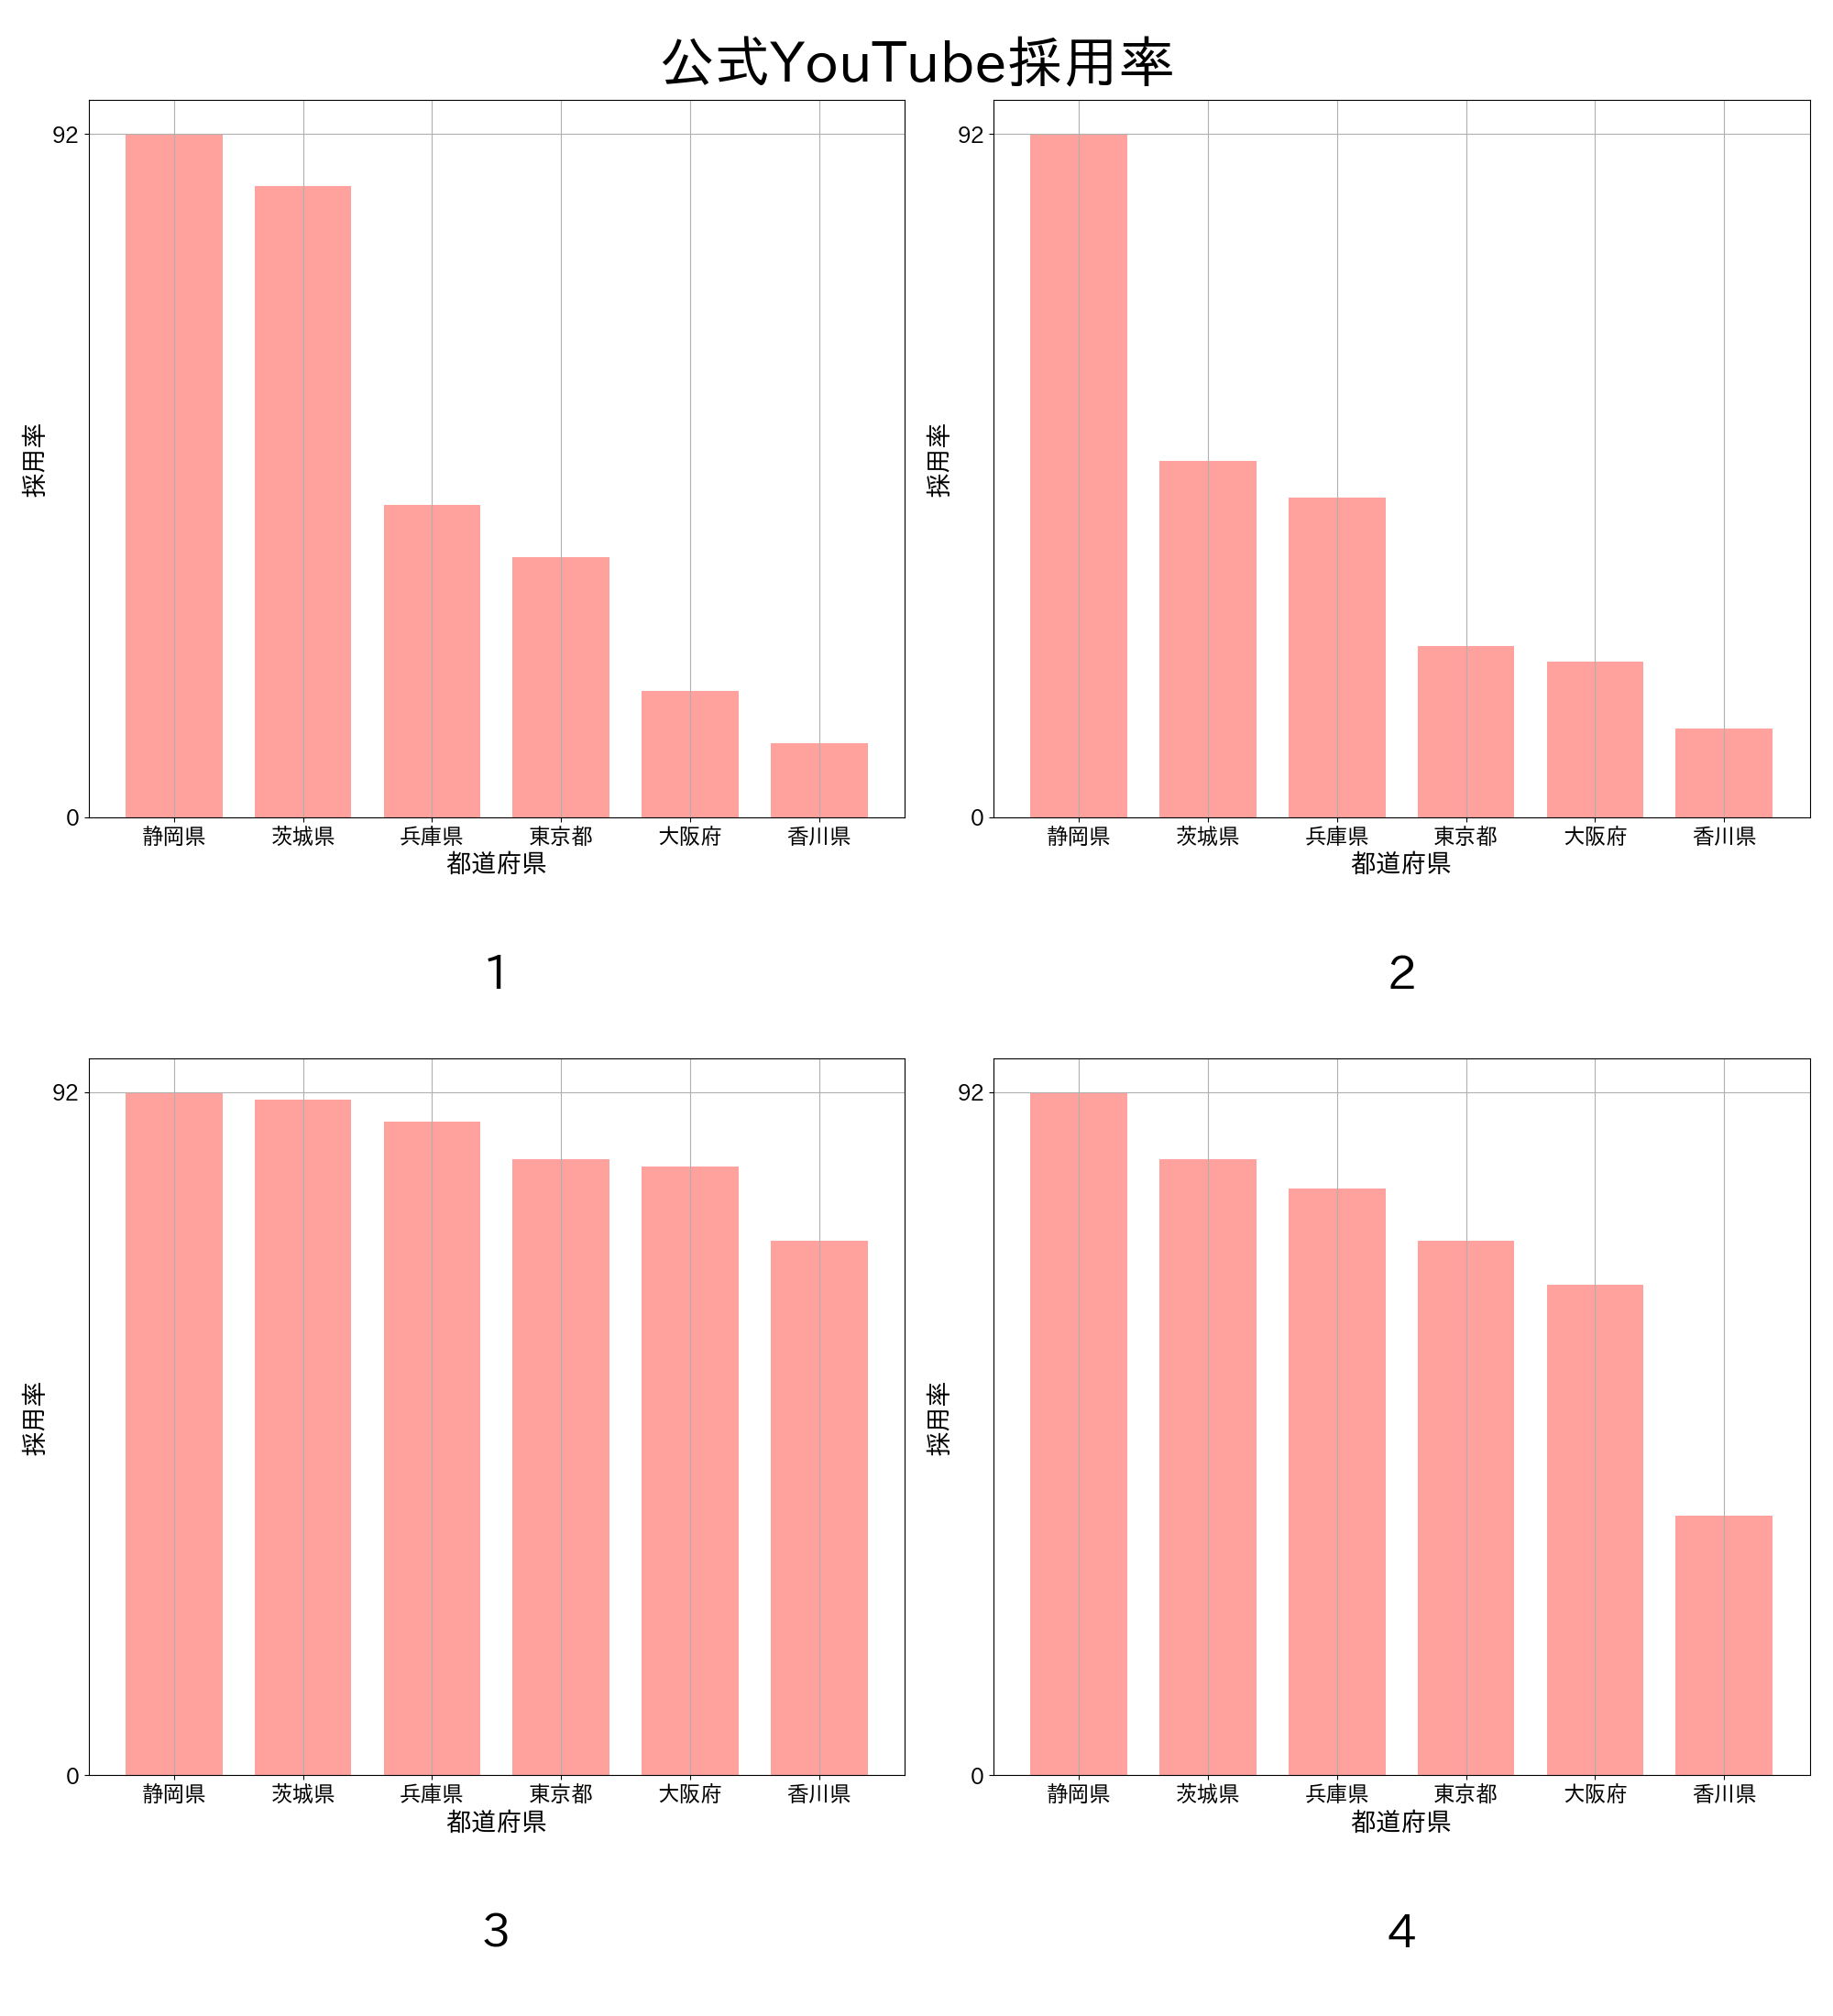 公式YouTube採用率
92
0
採用率
静岡県 茨城県 兵庫県 東京都 大阪府 香川県
都道府県
1
92
0
採用率
静岡県 茨城県 兵庫県 東京都 大阪府 香川県
都道府県
2
92
0
採用率
静岡県 茨城県 兵庫県 東京都 大阪府 香川県
都道府県
3
92
0
採用率
静岡県 茨城県 兵庫県 東京都 大阪府 香川県
都道府県
4